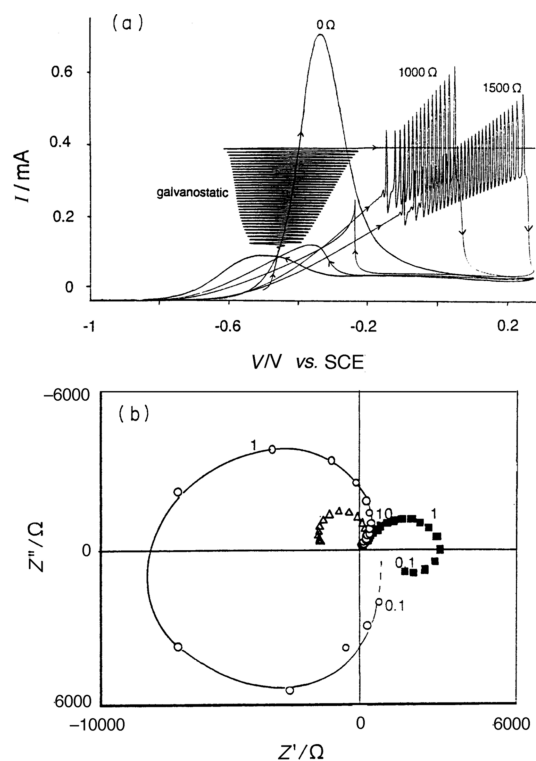 (a)
0 Ω
0.6
1000 Ω
1500 Ω
0.4
I/mA
galvanostatic
0.2
0
-1
-0.6
-0.2
0.2
V/V vs. SCE
−6000
(b)
1
10
1
Z″/Ω
0
0.1
0.1
6000
−10000
0
6000
Z′/Ω